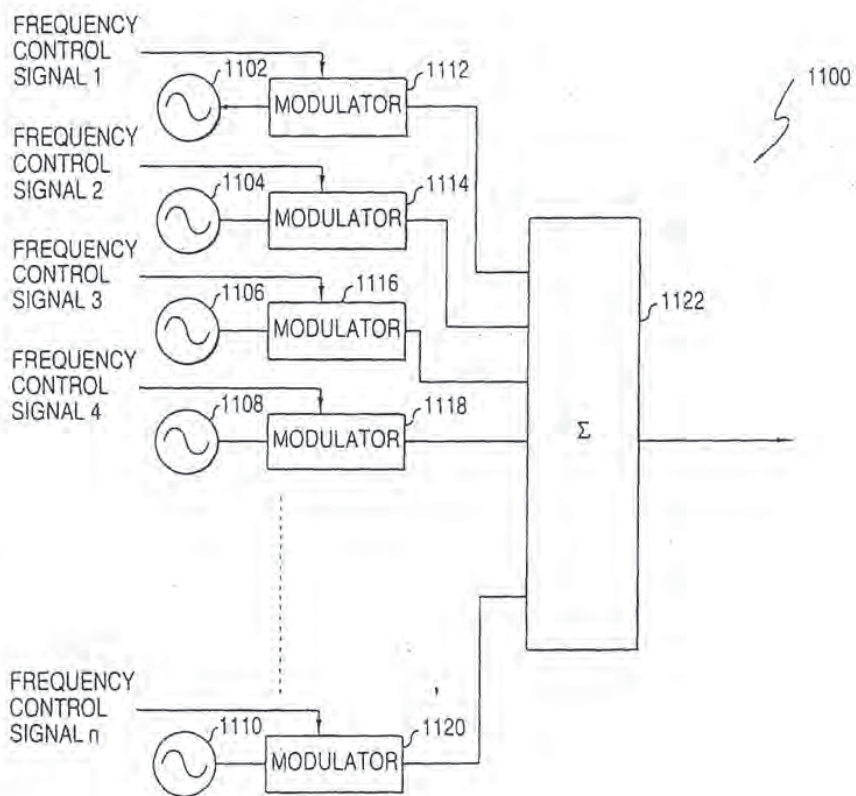 FREQUENCY
CONTROL
SIGNAL 1
1102
MODULATOR
1112
1100
FREQUENCY
CONTROL
SIGNAL 2
1104
MODULATOR
1114
FREQUENCY
CONTROL
SIGNAL 3
1106
MODULATOR
1116
1122
FREQUENCY
CONTROL
SIGNAL 4
1108
MODULATOR
1118
Σ
FREQUENCY
CONTROL
SIGNAL n
1110
MODULATOR
1120